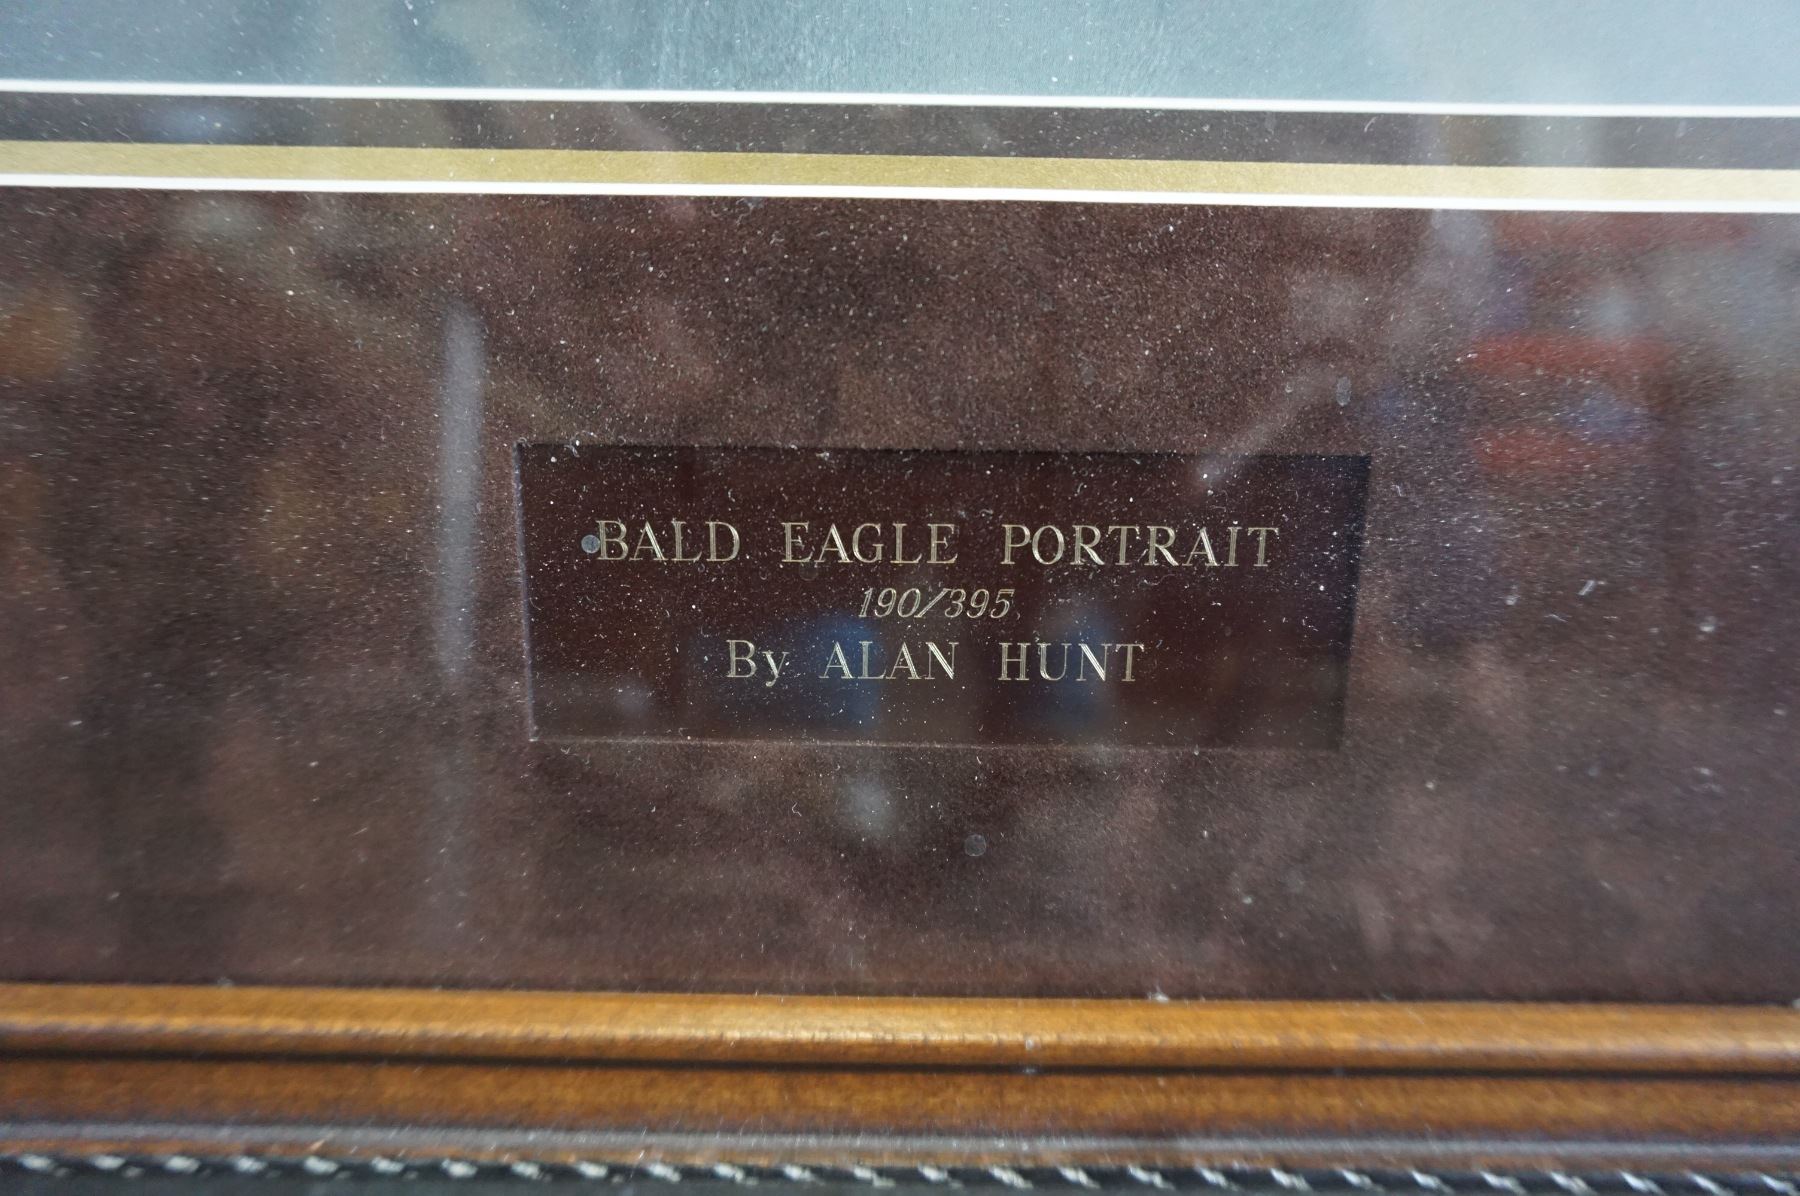 BALD EAGLE PORTRAIT
190/395
By ALAN HUNT